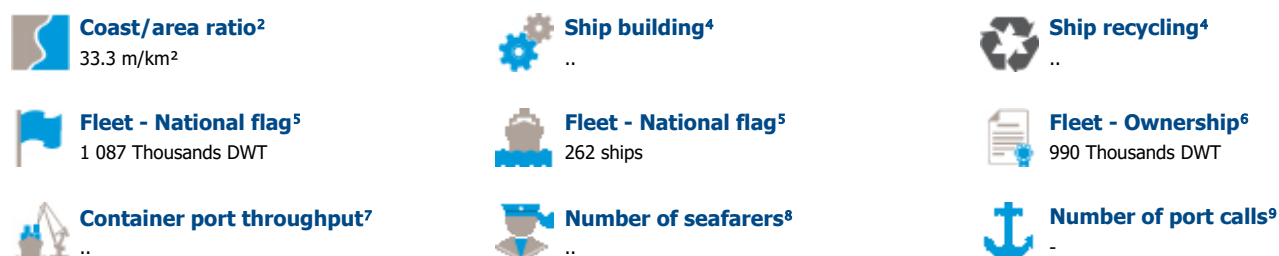 Coast/area ratio²
33.3 m/km²
Ship building⁴
..
Ship recycling⁴
..
Fleet - National flag⁵
1 087 Thousands DWT
Fleet - National flag⁵
262 ships
Fleet - Ownership⁶
990 Thousands DWT
Container port throughput⁷
..
Number of seafarers⁸
..
Number of port calls⁹
-